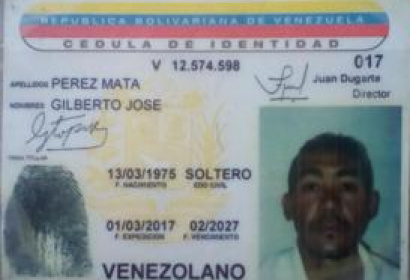 REPUBLICA BOLIVARIANA DE VENEZUELA
CEDULA DE IDENTIDAD
V 12.574.598 017
APELLIDOS PEREZ MATA
Juan Dugarte
Director
NOMBRES GILBERTO JOSE
FIRMA TITULAR
13/03/1975 SOLTERO
F. NACIMIENTO EDO CIVIL
01/03/2017 02/2027
F. EXPEDICION F. VENCIMIENTO
VENEZOLANO